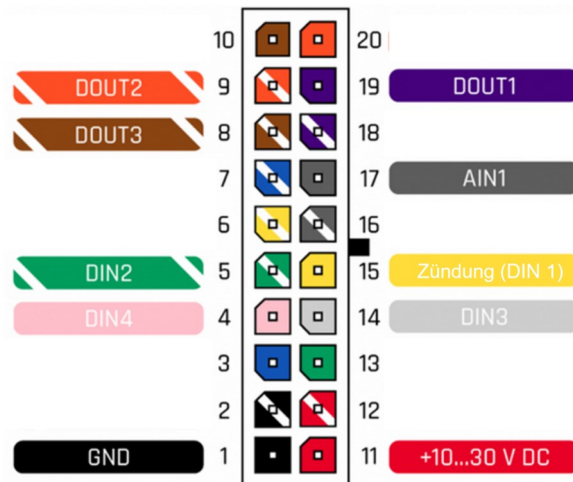 10 20
DOUT2 9 19 DOUT1
DOUT3 8 18
7 17 AIN1
6 16
DIN2 5 15 Zündung (DIN 1)
DIN4 4 14 DIN3
3 13
2 12
GND 1 11 +10...30 V DC